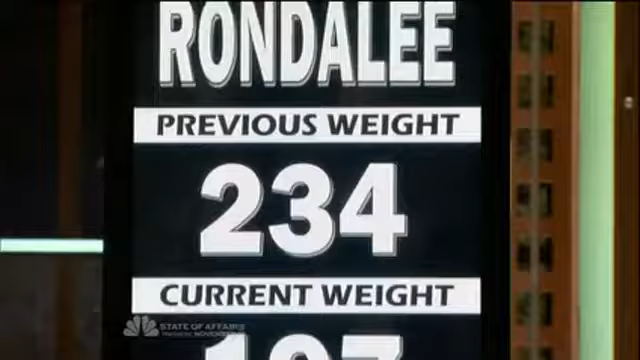 RONDALEE
PREVIOUS WEIGHT
234
CURRENT WEIGHT
STATE OF AFFAIRS